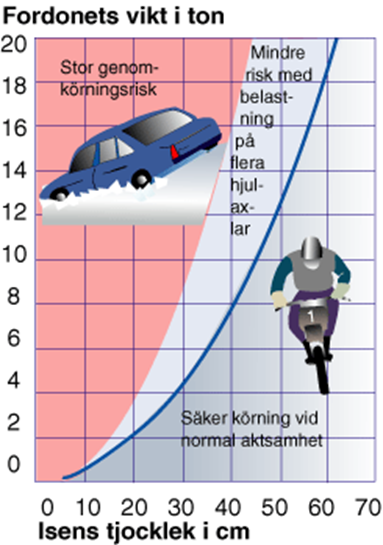 Fordonets vikt i ton
20
18
16
14
12
10
8
6
4
2
0
Stor genom-
körningsrisk
Mindre
risk med
belast-
ning
på
flera
hjul-
ax-
lar
1
Säker körning vid
normal aktsamhet
0 10 20 30 40 50 60 70
Isens tjocklek i cm